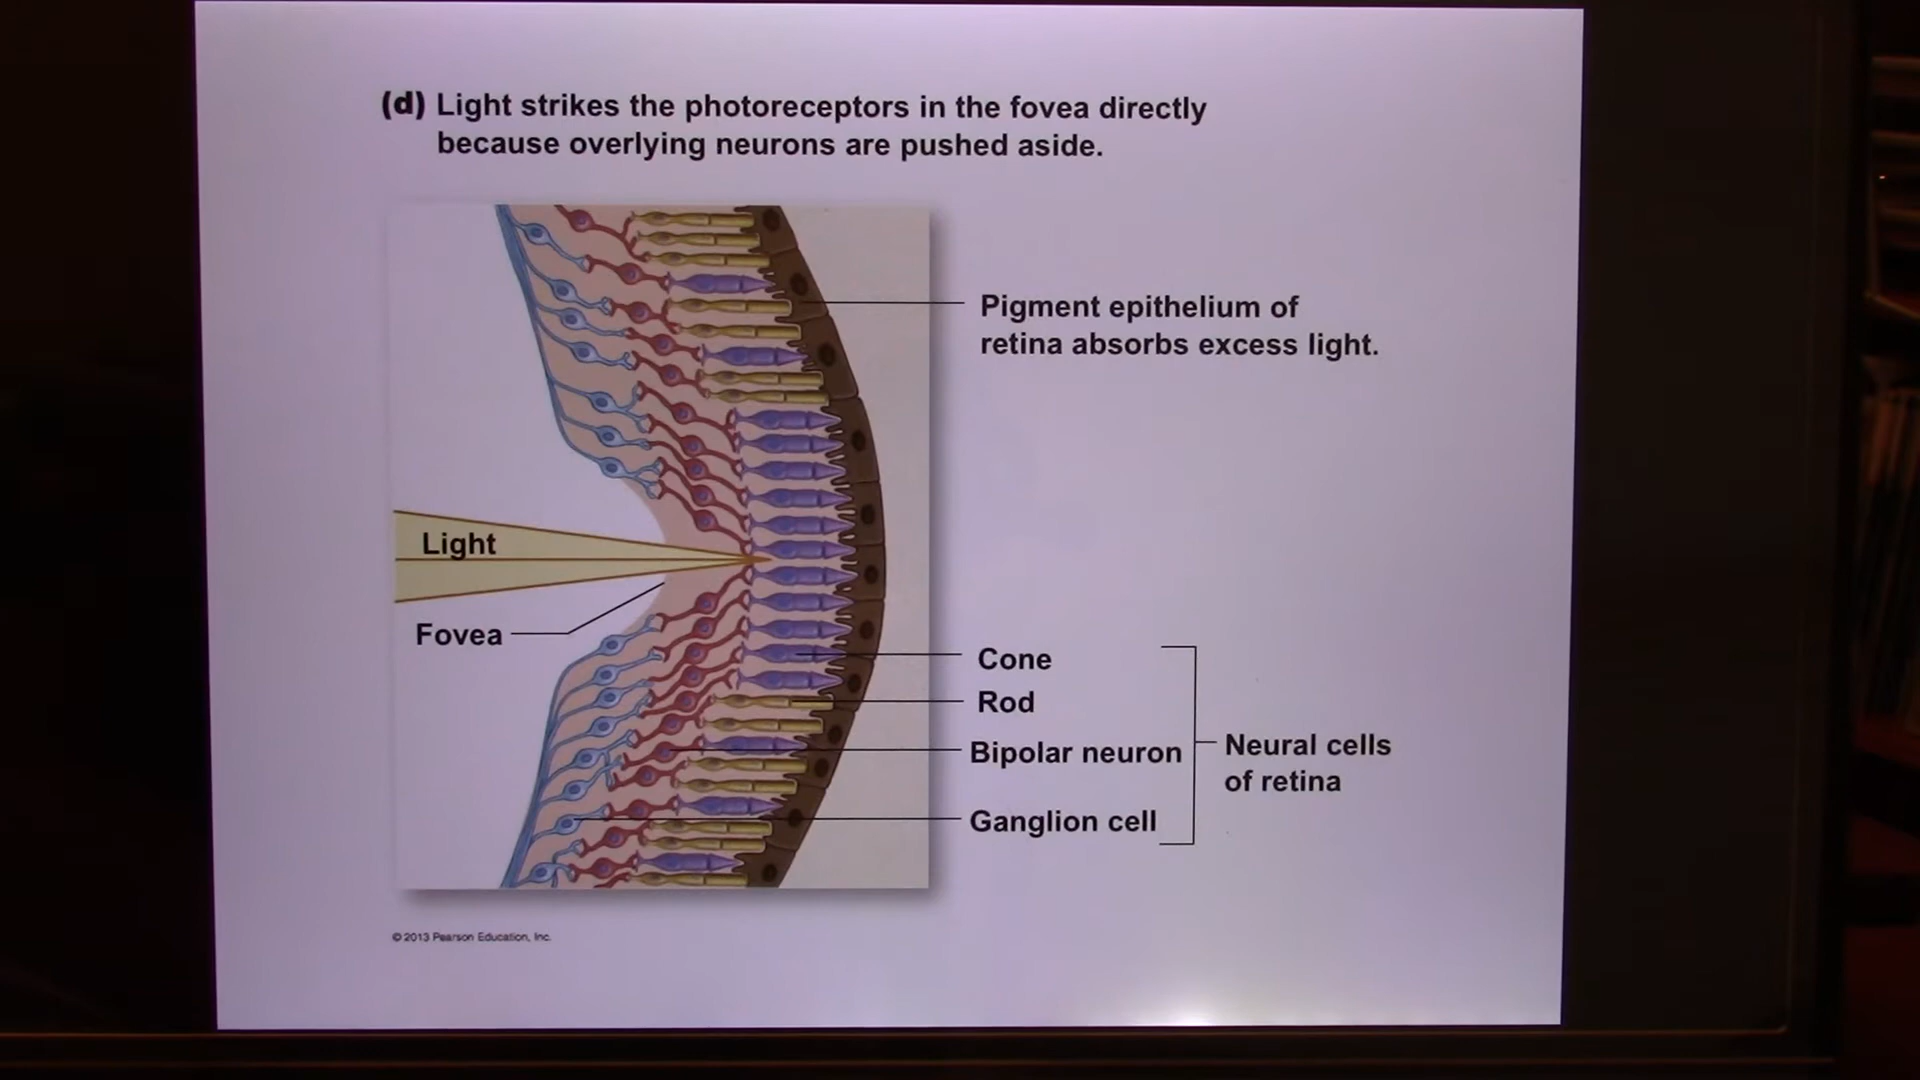 (d) Light strikes the photoreceptors in the fovea directly
because overlying neurons are pushed aside.
Pigment epithelium of
retina absorbs excess light.
Light
Fovea
Cone
Rod
Bipolar neuron
Ganglion cell
Neural cells
of retina
© 2013 Pearson Education, Inc.